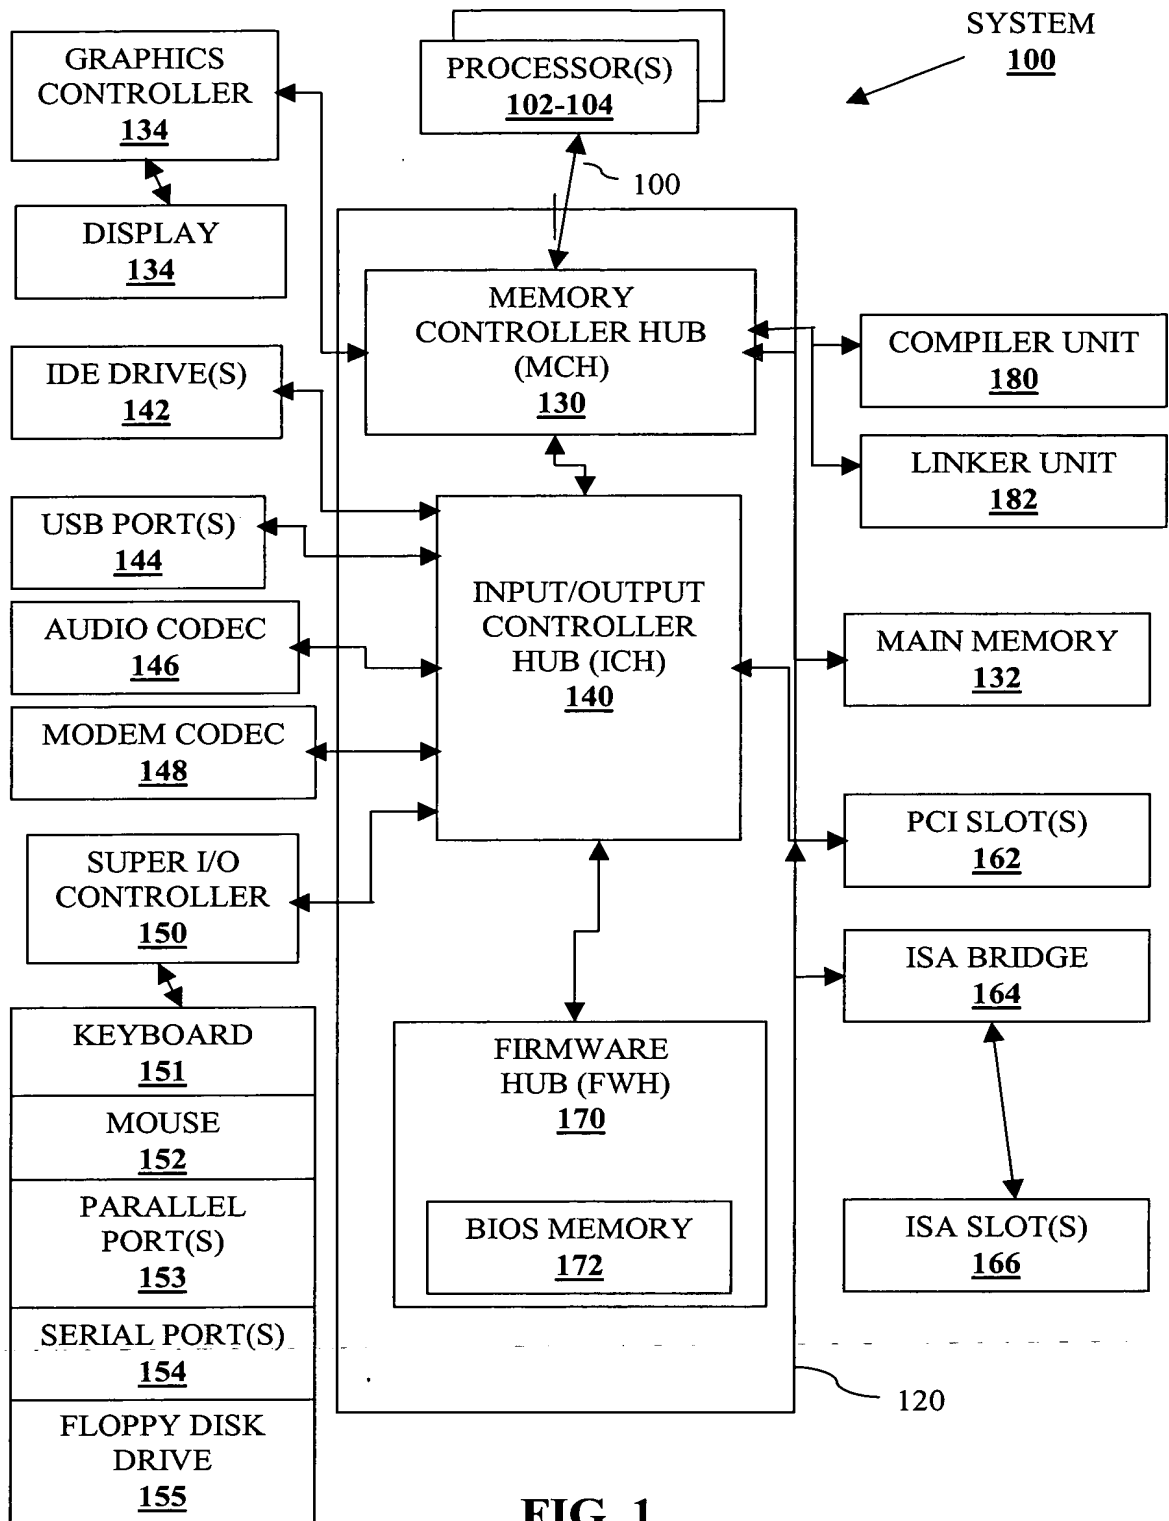 SYSTEM
100
GRAPHICS
CONTROLLER
134
PROCESSOR(S)
102-104
100
DISPLAY
134
MEMORY
CONTROLLER HUB
(MCH)
130
IDE DRIVE(S)
142
COMPILER UNIT
180
LINKER UNIT
182
USB PORT(S)
144
INPUT/OUTPUT
CONTROLLER
HUB (ICH)
140
AUDIO CODEC
146
MAIN MEMORY
132
MODEM CODEC
148
PCI SLOT(S)
162
SUPER I/O
CONTROLLER
150
ISA BRIDGE
164
KEYBOARD
151
MOUSE
152
PARALLEL
PORT(S)
153
SERIAL PORT(S)
154
FLOPPY DISK
DRIVE
155
FIRMWARE
HUB (FWH)
170
BIOS MEMORY
172
ISA SLOT(S)
166
120
FIG. 1